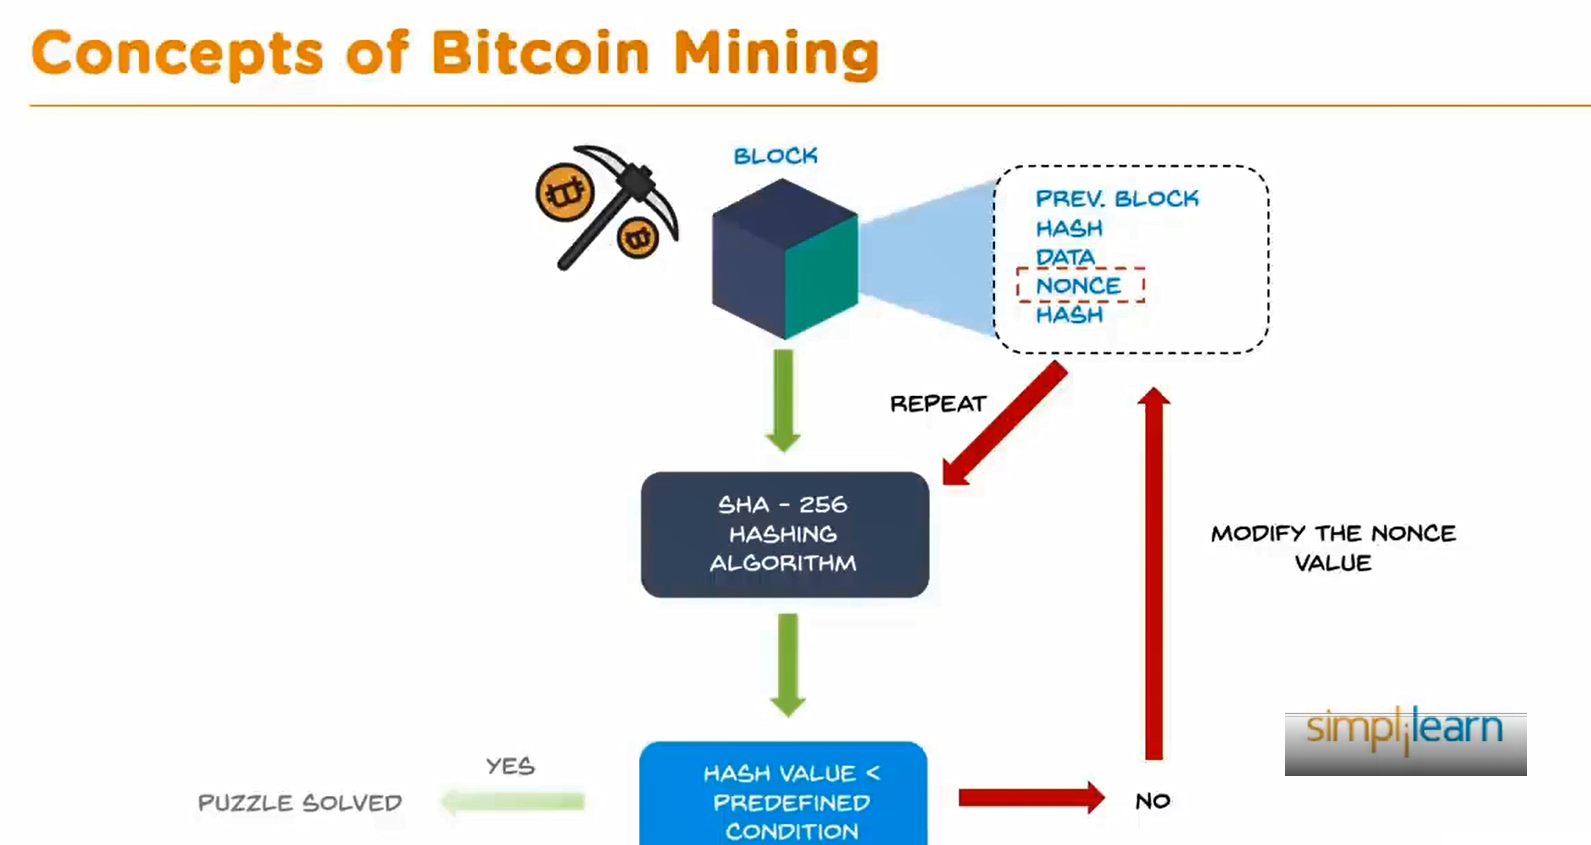 Concepts of Bitcoin Mining
BLOCK
PREV. BLOCK
HASH
DATA
NONCE
HASH
REPEAT
SHA - 256
HASHING
ALGORITHM
MODIFY THE NONCE
VALUE
simplilearn
YES
PUZZLE SOLVED
HASH VALUE <
PREDEFINED
CONDITION
NO